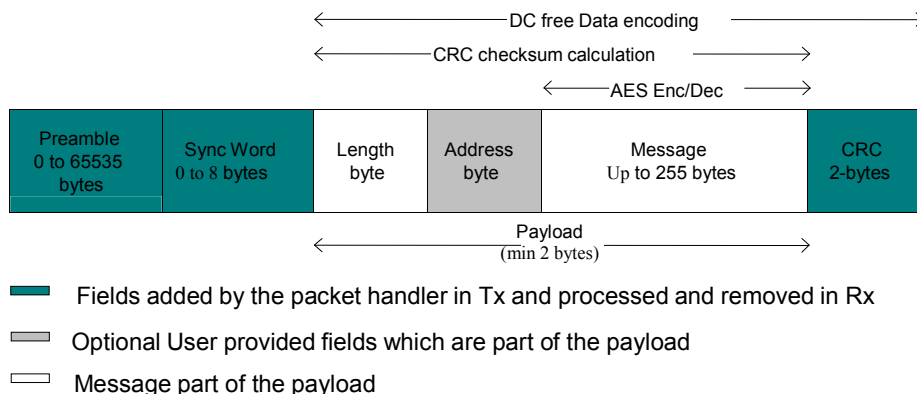 DC free Data encoding
CRC checksum calculation
AES Enc/Dec
Preamble
0 to 65535
bytes
Sync Word
0 to 8 bytes
Length
byte
Address
byte
Message
Up to 255 bytes
CRC
2-bytes
Payload
(min 2 bytes)
Fields added by the packet handler in Tx and processed and removed in Rx
Optional User provided fields which are part of the payload
Message part of the payload